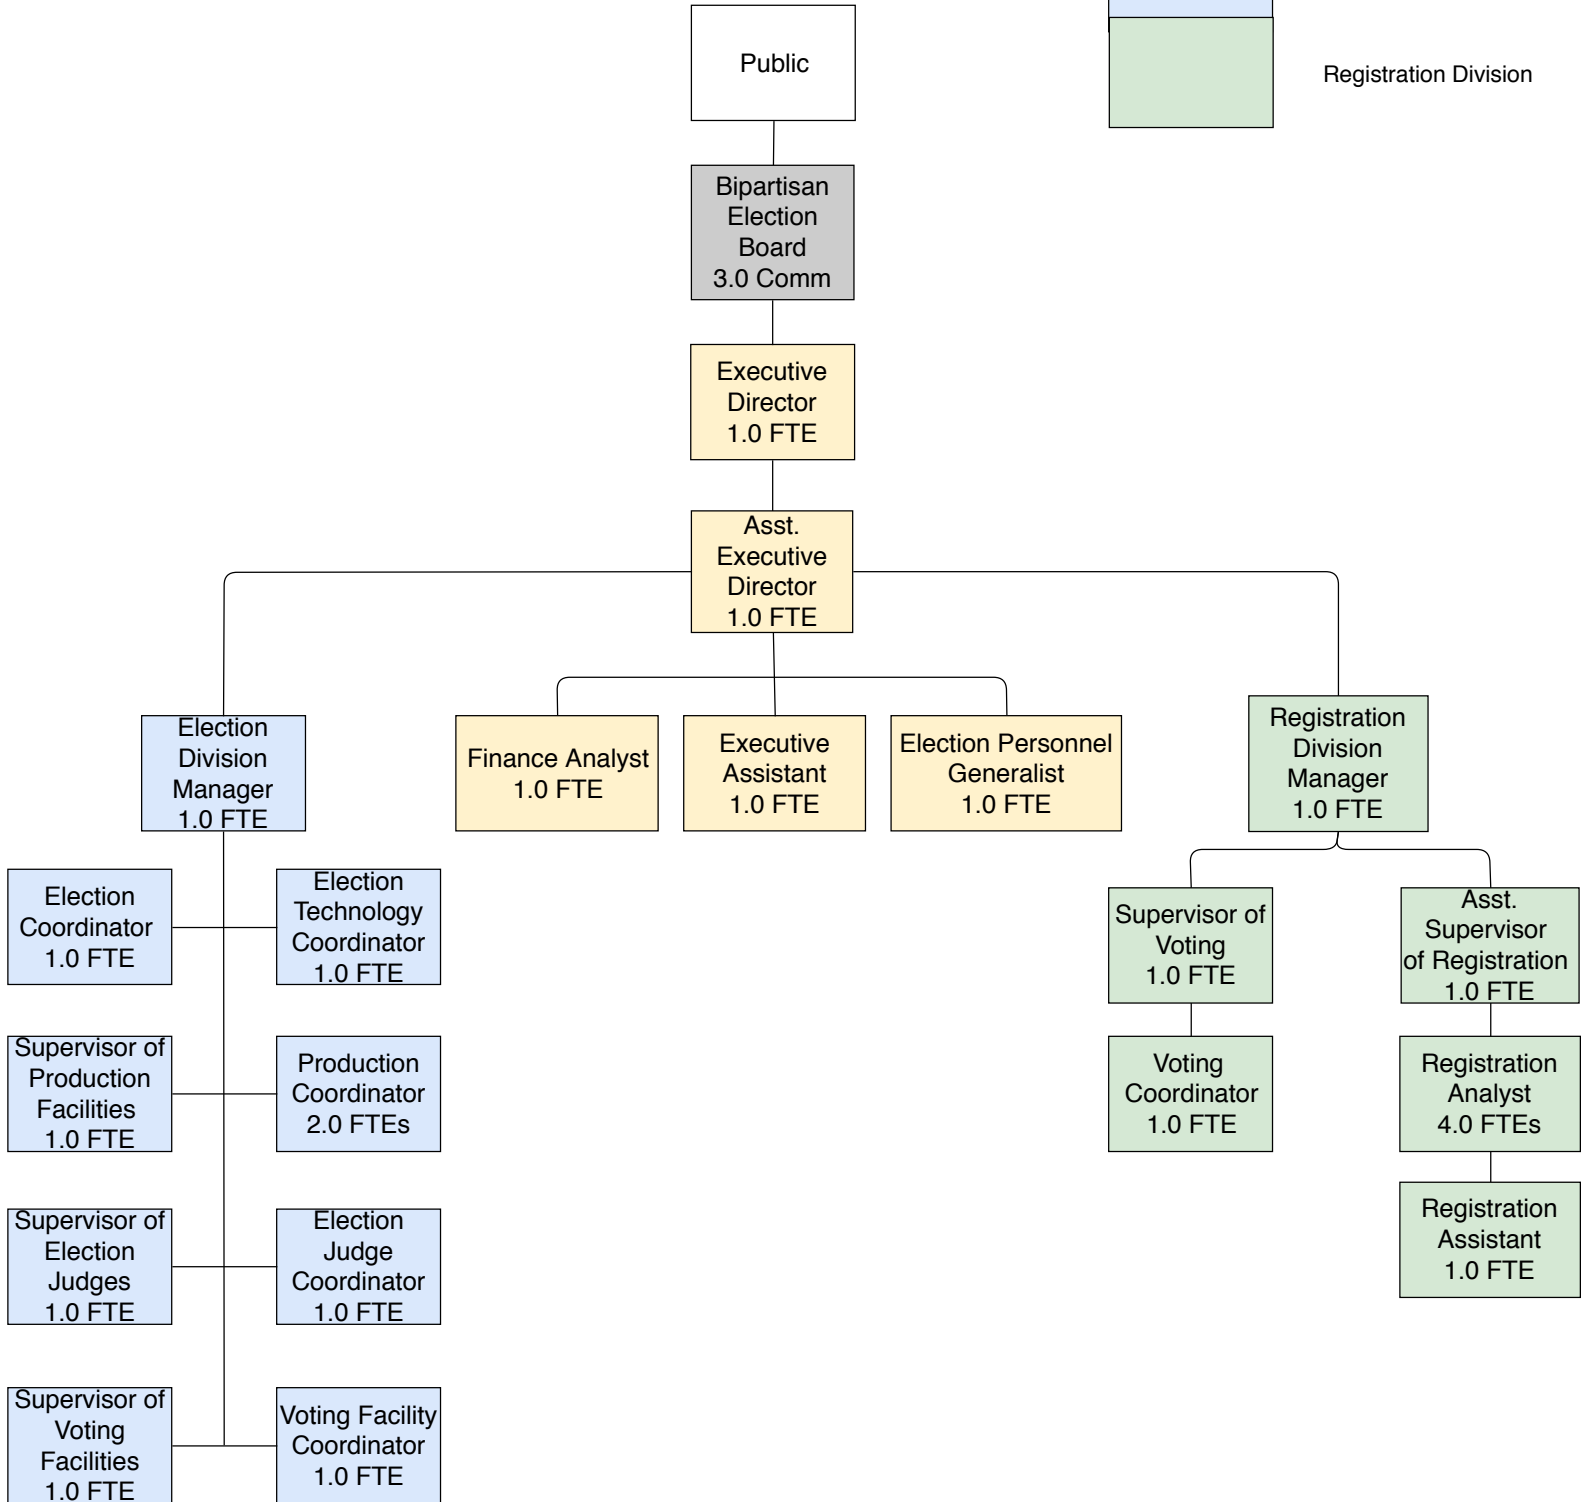 Public
Registration Division
Bipartisan
Election
Board
3.0 Comm
Executive
Director
1.0 FTE
Asst.
Executive
Director
1.0 FTE
Election
Division
Manager
1.0 FTE
Finance Analyst
1.0 FTE
Executive
Assistant
1.0 FTE
Election Personnel
Generalist
1.0 FTE
Registration
Division
Manager
1.0 FTE
Election
Coordinator
1.0 FTE
Election
Technology
Coordinator
1.0 FTE
Supervisor of
Voting
1.0 FTE
Asst.
Supervisor
of Registration
1.0 FTE
Supervisor of
Production
Facilities
1.0 FTE
Production
Coordinator
2.0 FTEs
Voting
Coordinator
1.0 FTE
Registration
Analyst
4.0 FTEs
Supervisor of
Election
Judges
1.0 FTE
Election
Judge
Coordinator
1.0 FTE
Registration
Assistant
1.0 FTE
Supervisor of
Voting
Facilities
1.0 FTE
Voting Facility
Coordinator
1.0 FTE